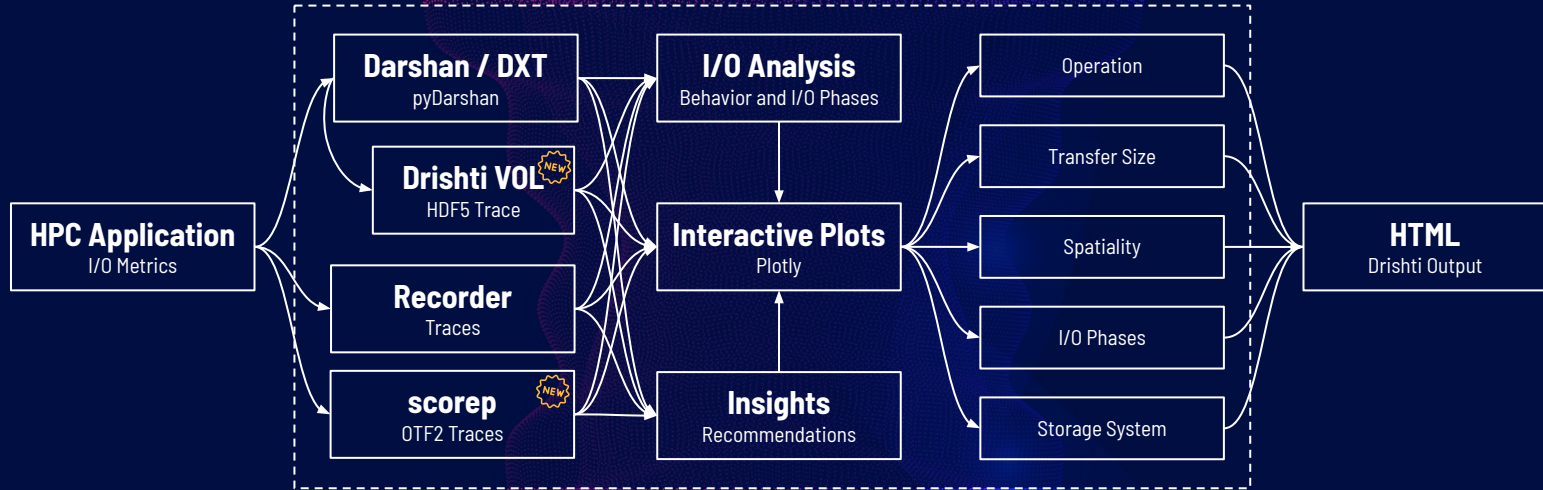 HPC Application
I/O Metrics
Darshan / DXT
pyDarshan
Drishti VOL
NEW
HDF5 Trace
Recorder
Traces
scorep
NEW
OTF2 Traces
I/O Analysis
Behavior and I/O Phases
Interactive Plots
Plotly
Insights
Recommendations
Operation
Transfer Size
Spatiality
I/O Phases
Storage System
HTML
Drishti Output